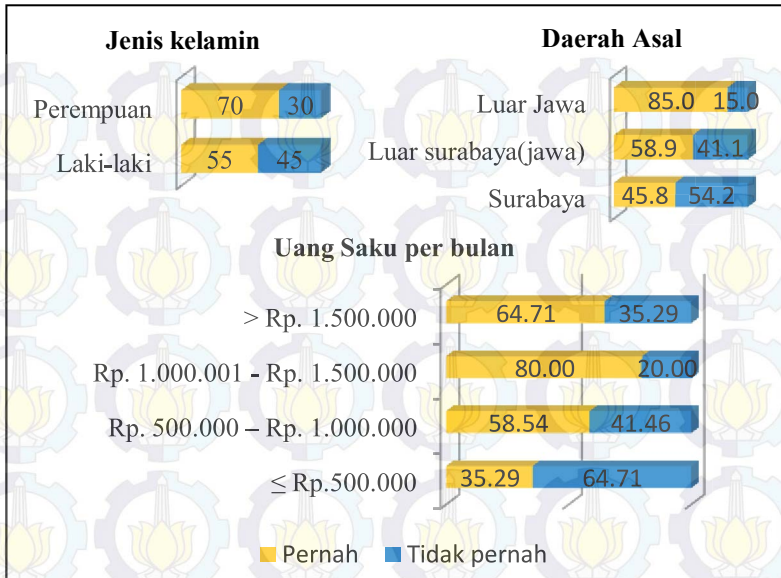 Jenis kelamin
Perempuan 70 30
Laki-laki 55 45
Daerah Asal
Luar Jawa 85.0 15.0
Luar surabaya(jawa) 58.9 41.1
Surabaya 45.8 54.2
Uang Saku per bulan
> Rp. 1.500.000 64.71 35.29
Rp. 1.000.001 - Rp. 1.500.000 80.00 20.00
Rp. 500.000 – Rp. 1.000.000 58.54 41.46
≤ Rp.500.000 35.29 64.71
Pernah Tidak pernah